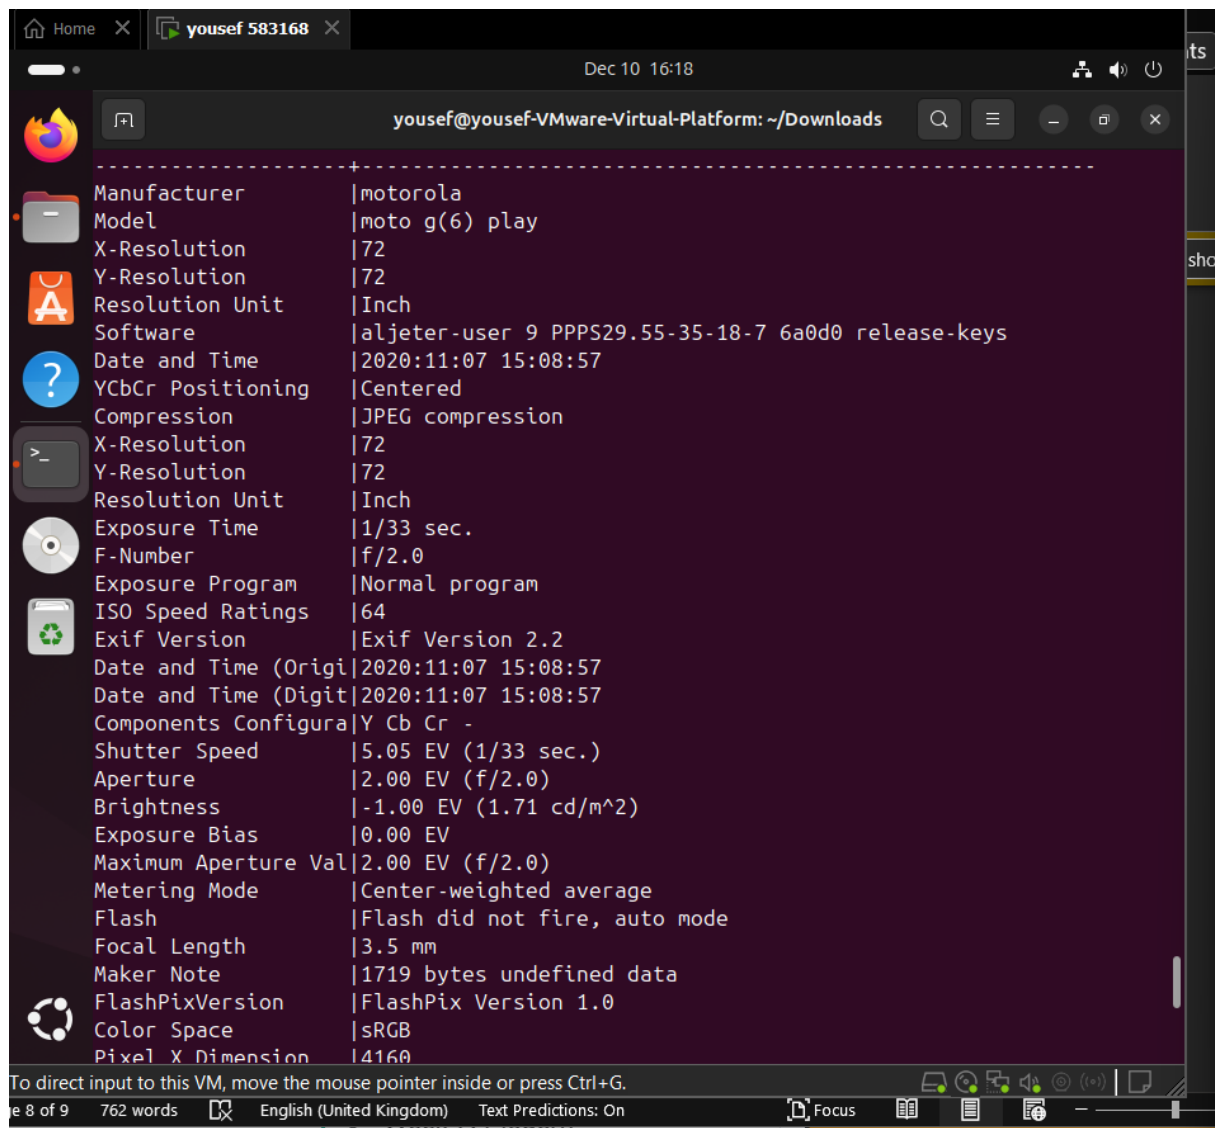 Home
yousef 583168
ts
Dec 10 16:18
yousef@yousef-VMware-Virtual-Platform: ~/Downloads
--------------------+----------------------------------------------------------
Manufacturer |motorola
Model |moto g(6) play
X-Resolution |72
Y-Resolution |72
sho
Resolution Unit |Inch
Software |aljeter-user 9 PPPS29.55-35-18-7 6a0d0 release-keys
Date and Time |2020:11:07 15:08:57
YCbCr Positioning |Centered
Compression |JPEG compression
X-Resolution |72
Y-Resolution |72
Resolution Unit |Inch
Exposure Time |1/33 sec.
F-Number |f/2.0
Exposure Program |Normal program
ISO Speed Ratings |64
Exif Version |Exif Version 2.2
Date and Time (Origi|2020:11:07 15:08:57
Date and Time (Digit|2020:11:07 15:08:57
Components Configura|Y Cb Cr -
Shutter Speed |5.05 EV (1/33 sec.)
Aperture |2.00 EV (f/2.0)
Brightness |-1.00 EV (1.71 cd/m^2)
Exposure Bias |0.00 EV
Maximum Aperture Val|2.00 EV (f/2.0)
Metering Mode |Center-weighted average
Flash |Flash did not fire, auto mode
Focal Length |3.5 mm
Maker Note |1719 bytes undefined data
FlashPixVersion |FlashPix Version 1.0
Color Space |sRGB
Pixel X Dimension |4160
To direct input to this VM, move the mouse pointer inside or press Ctrl+G.
e 8 of 9 762 words English (United Kingdom) Text Predictions: On Focus